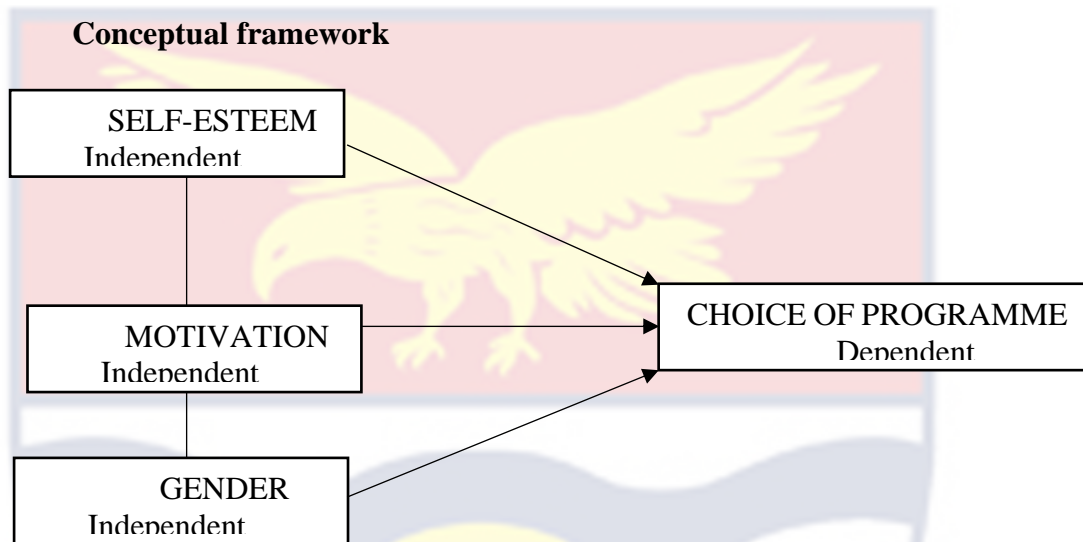 Conceptual framework
SELF-ESTEEM
Independent
MOTIVATION
Independent
GENDER
Independent
CHOICE OF PROGRAMME
Dependent